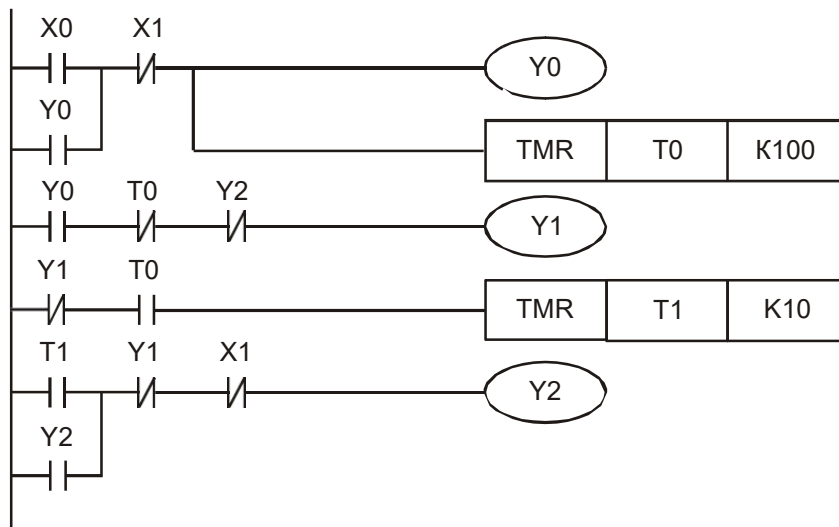 X0 X1
Y0
Y0
TMR T0 K100
Y0 T0 Y2
Y1
Y1 T0
TMR T1 K10
T1 Y1 X1
Y2
Y2